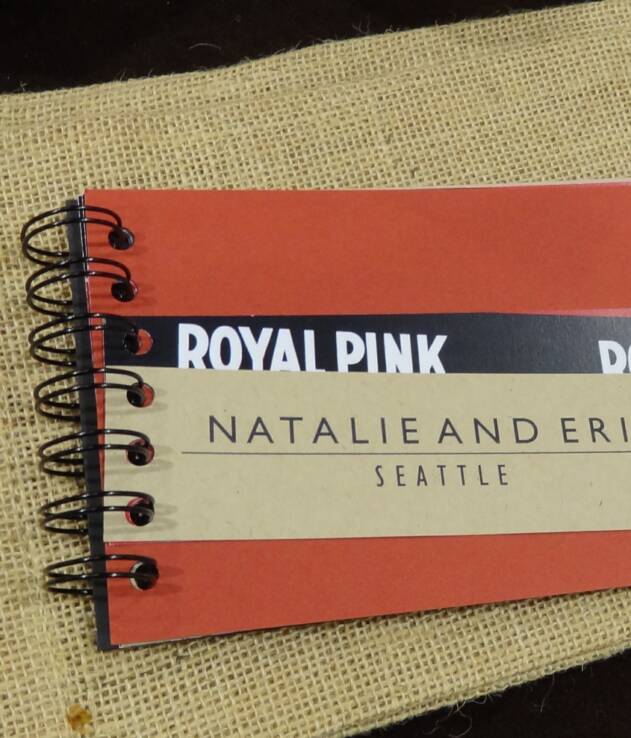 ROYAL PINK
NATALIE AND ERI
SEATTLE